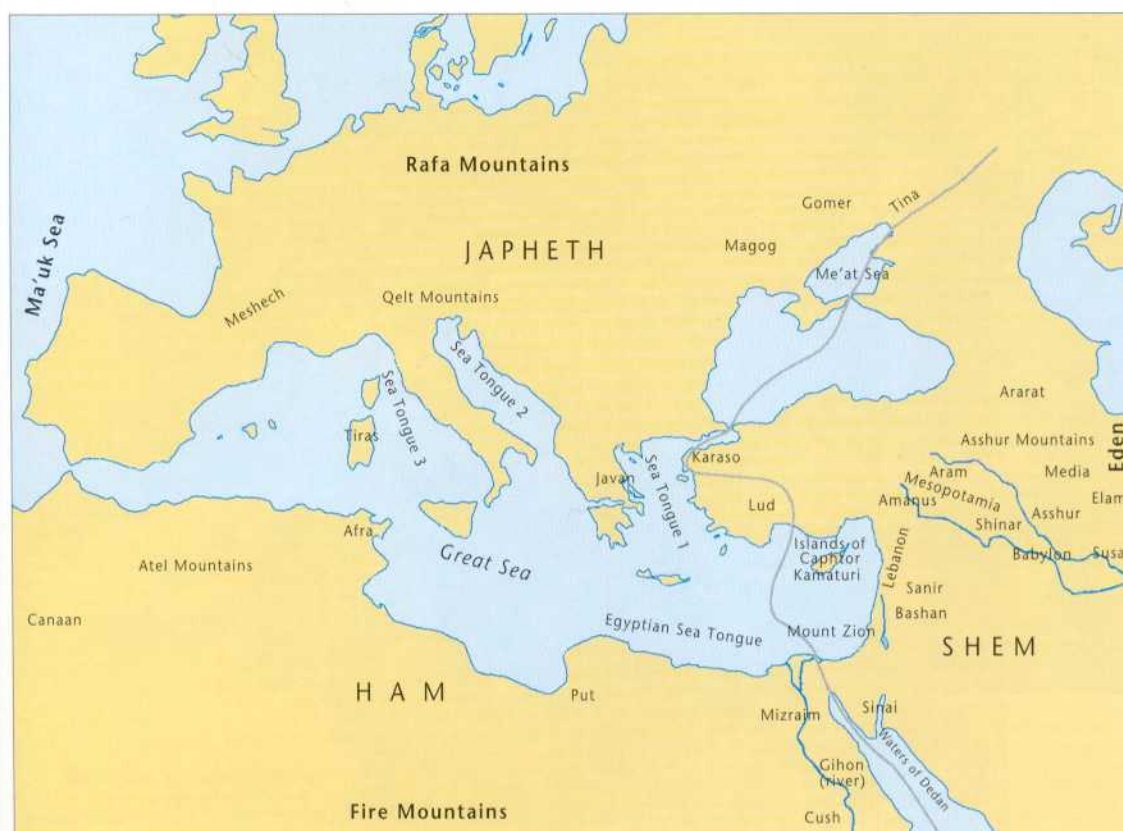 Rafa Mountains
Gomer
Tina
JAPHETH
Magog
Ma'uk Sea
Me'at Sea
Meshech
Qelt Mountains
Sea Tongue 2
Sea Tongue 3
Tiras
Ararat
Asshur Mountains
Eden
Karaso
Javan
Sea Tongue 1
Aram
Media
Mesopotamia
Amanus
Elam
Lud
Shinar
Asshur
Afra
Great Sea
Islands of
Caphtor
Kamaturi
Lebanon
Babylon
Susa
Atel Mountains
Sanir
Bashan
Canaan
Egyptian Sea Tongue
Mount Zion
SHEM
HAM
Put
Mizraim
Sinai
Waters of Dedan
Gihon
(river)
Fire Mountains
Cush